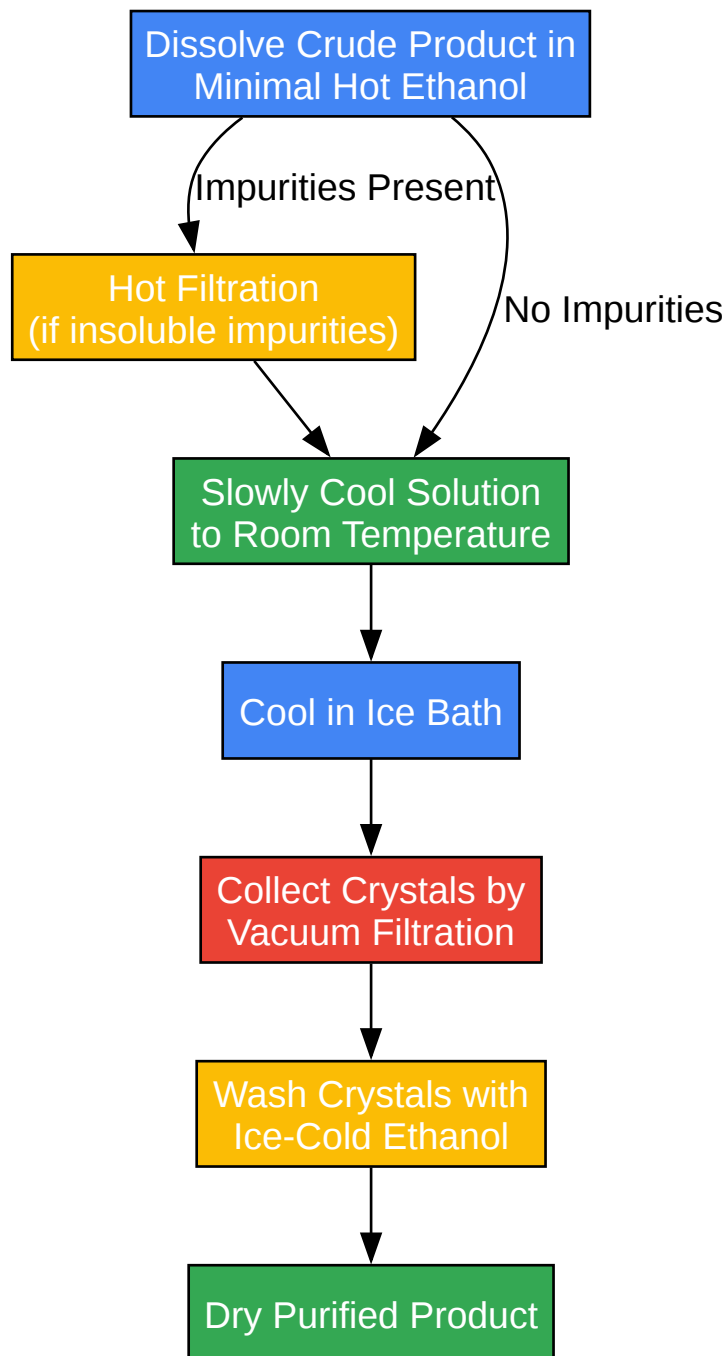 Dissolve Crude Product in
Minimal Hot Ethanol
Impurities Present
Hot Filtration
(if insoluble impurities)
No Impurities
Slowly Cool Solution
to Room Temperature
Cool in Ice Bath
Collect Crystals by
Vacuum Filtration
Wash Crystals with
Ice-Cold Ethanol
Dry Purified Product